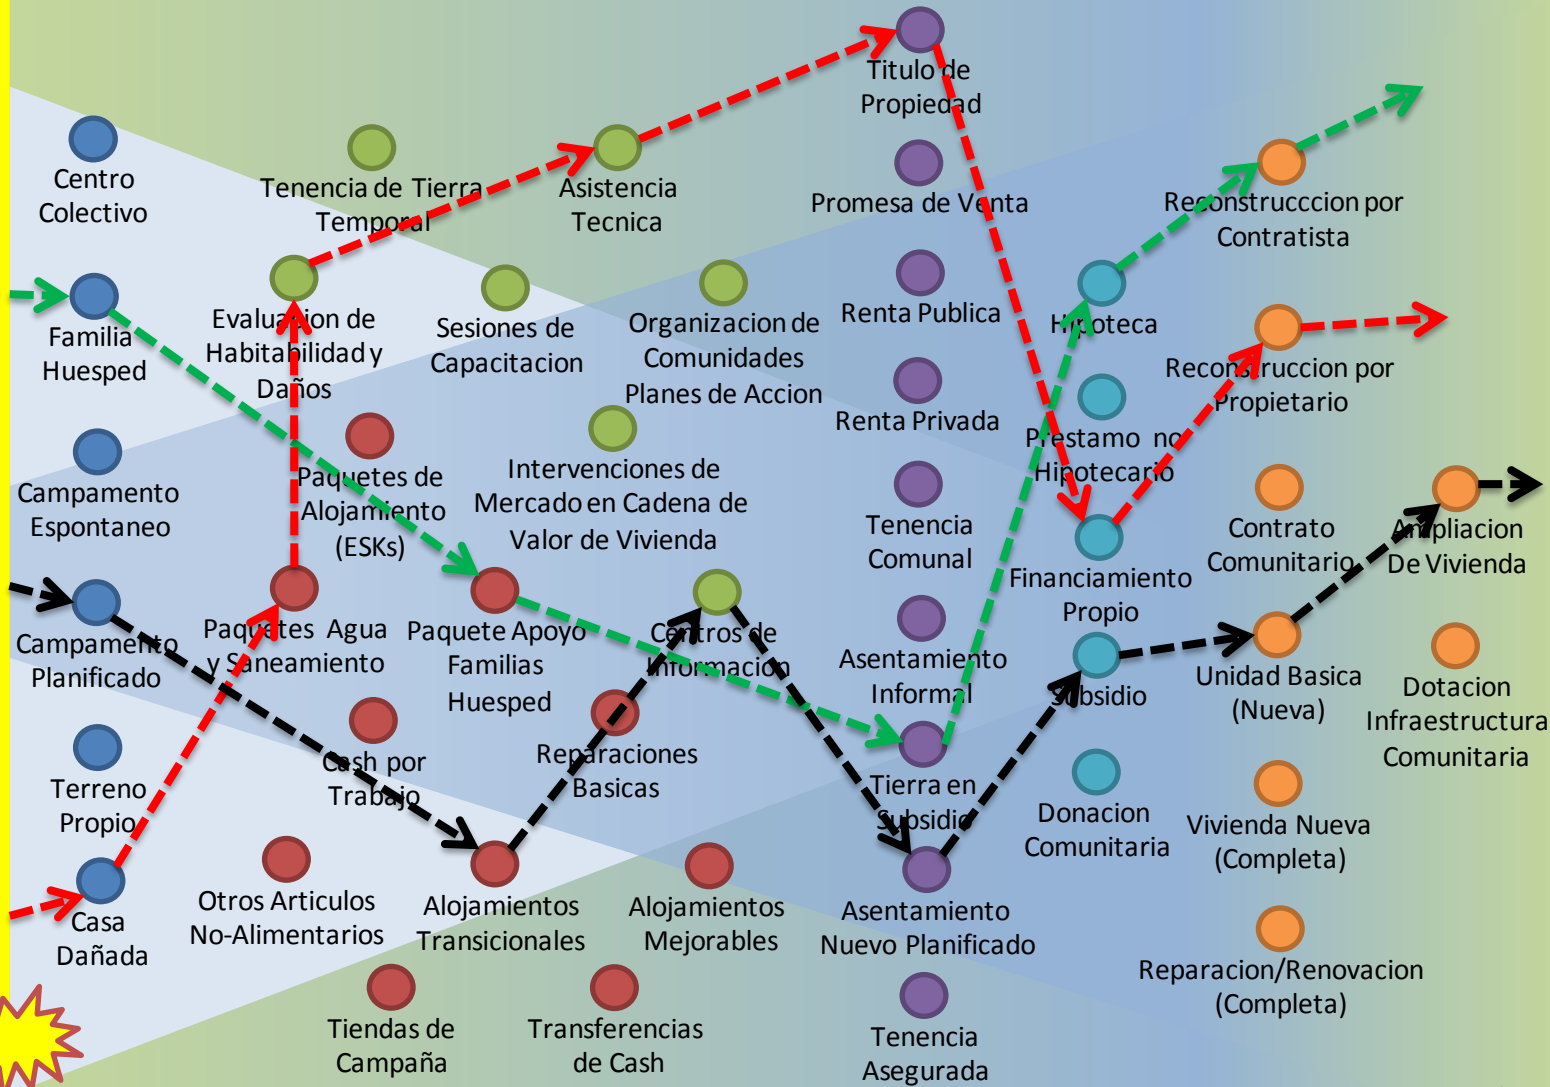 Centro
Colectivo
Familia
Huesped
Campamento
Espontaneo
Campamento
Planificado
Terreno
Propio
Casa
Dañada
Tenencia de Tierra
Temporal
Evaluacion de
Habitabilidad y
Daños
Paquetes de
Alojamiento
(ESKs)
Paquetes Agua
y Saneamiento
Cash por
Trabajo
Otros Articulos
No-Alimentarios
Tiendas de
Campaña
Asistencia
Tecnica
Sesiones de
Capacitacion
Organizacion de
Comunidades
Planes de Accion
Intervenciones de
Mercado en Cadena de
Valor de Vivienda
Paquete Apoyo
Familias
Huesped
Centros de
Informacion
Reparaciones
Basicas
Alojamientos
Transicionales
Alojamientos
Mejorables
Transferencias
de Cash
Titulo de
Propiedad
Promesa de Venta
Renta Publica
Renta Privada
Tenencia
Comunal
Asentamiento
Informal
Tierra en
Subsidio
Asentamiento
Nuevo Planificado
Tenencia
Asegurada
Hipoteca
Prestamo no
Hipotecario
Financiamiento
Propio
Subsidio
Donacion
Comunitaria
Reconstrucccion por
Contratista
Reconstruccion por
Propietario
Contrato
Comunitario
Unidad Basica
(Nueva)
Vivienda Nueva
(Completa)
Reparacion/Renovacion
(Completa)
Ampliacion
De Vivienda
Dotacion
Infraestructura
Comunitaria